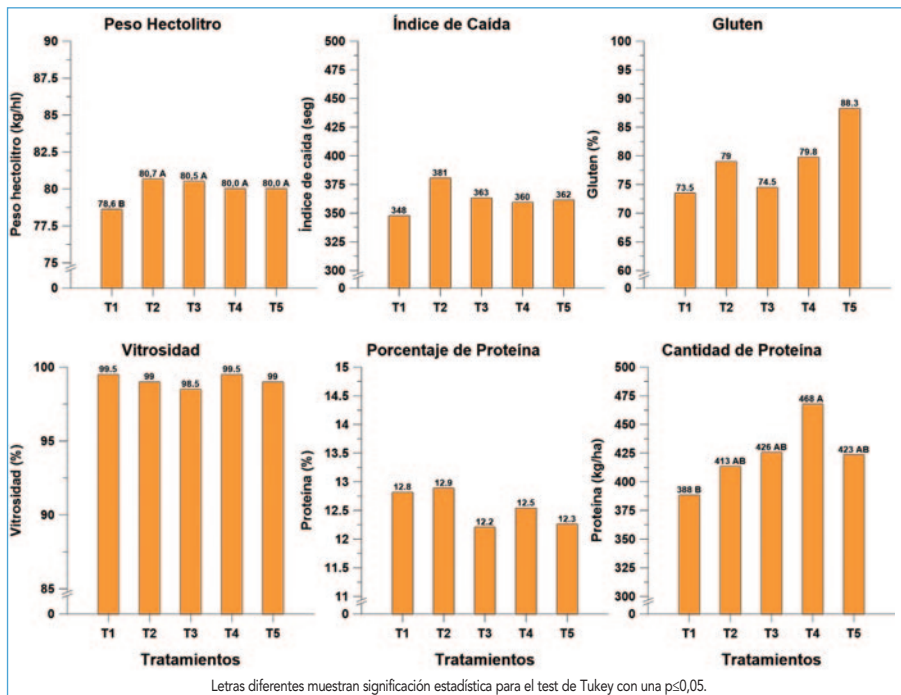 Peso Hectolitro
Peso hectolitro (kg/hl)
90
87.5
85
82.5
80
77.5
75
0
78,6 B
80,7 A
80,5 A
80,0 A
80,0 A
T1 T2 T3 T4 T5
Índice de Caída
Índice de caida (seg)
500
475
450
425
400
375
350
325
300
0
348
381
363
360
362
T1 T2 T3 T4 T5
Gluten
Gluten (%)
100
95
90
85
80
75
70
65
60
0
73.5
79
74.5
79.8
88.3
T1 T2 T3 T4 T5
Vitrosidad
Vitrosidad (%)
100
95
90
85
0
99.5
99
98.5
99.5
99
T1 T2 T3 T4 T5
Tratamientos
Porcentaje de Proteína
Proteína (%)
15
14.5
14
13.5
13
12.5
12
11.5
11
0
12.8
12.9
12.2
12.5
12.3
T1 T2 T3 T4 T5
Tratamientos
Cantidad de Proteína
Proteína (kg/ha)
500
475
450
425
400
375
350
325
300
0
388 B
413 AB
426 AB
468 A
423 AB
T1 T2 T3 T4 T5
Tratamientos
Letras diferentes muestran significación estadística para el test de Tukey con una p≤0,05.